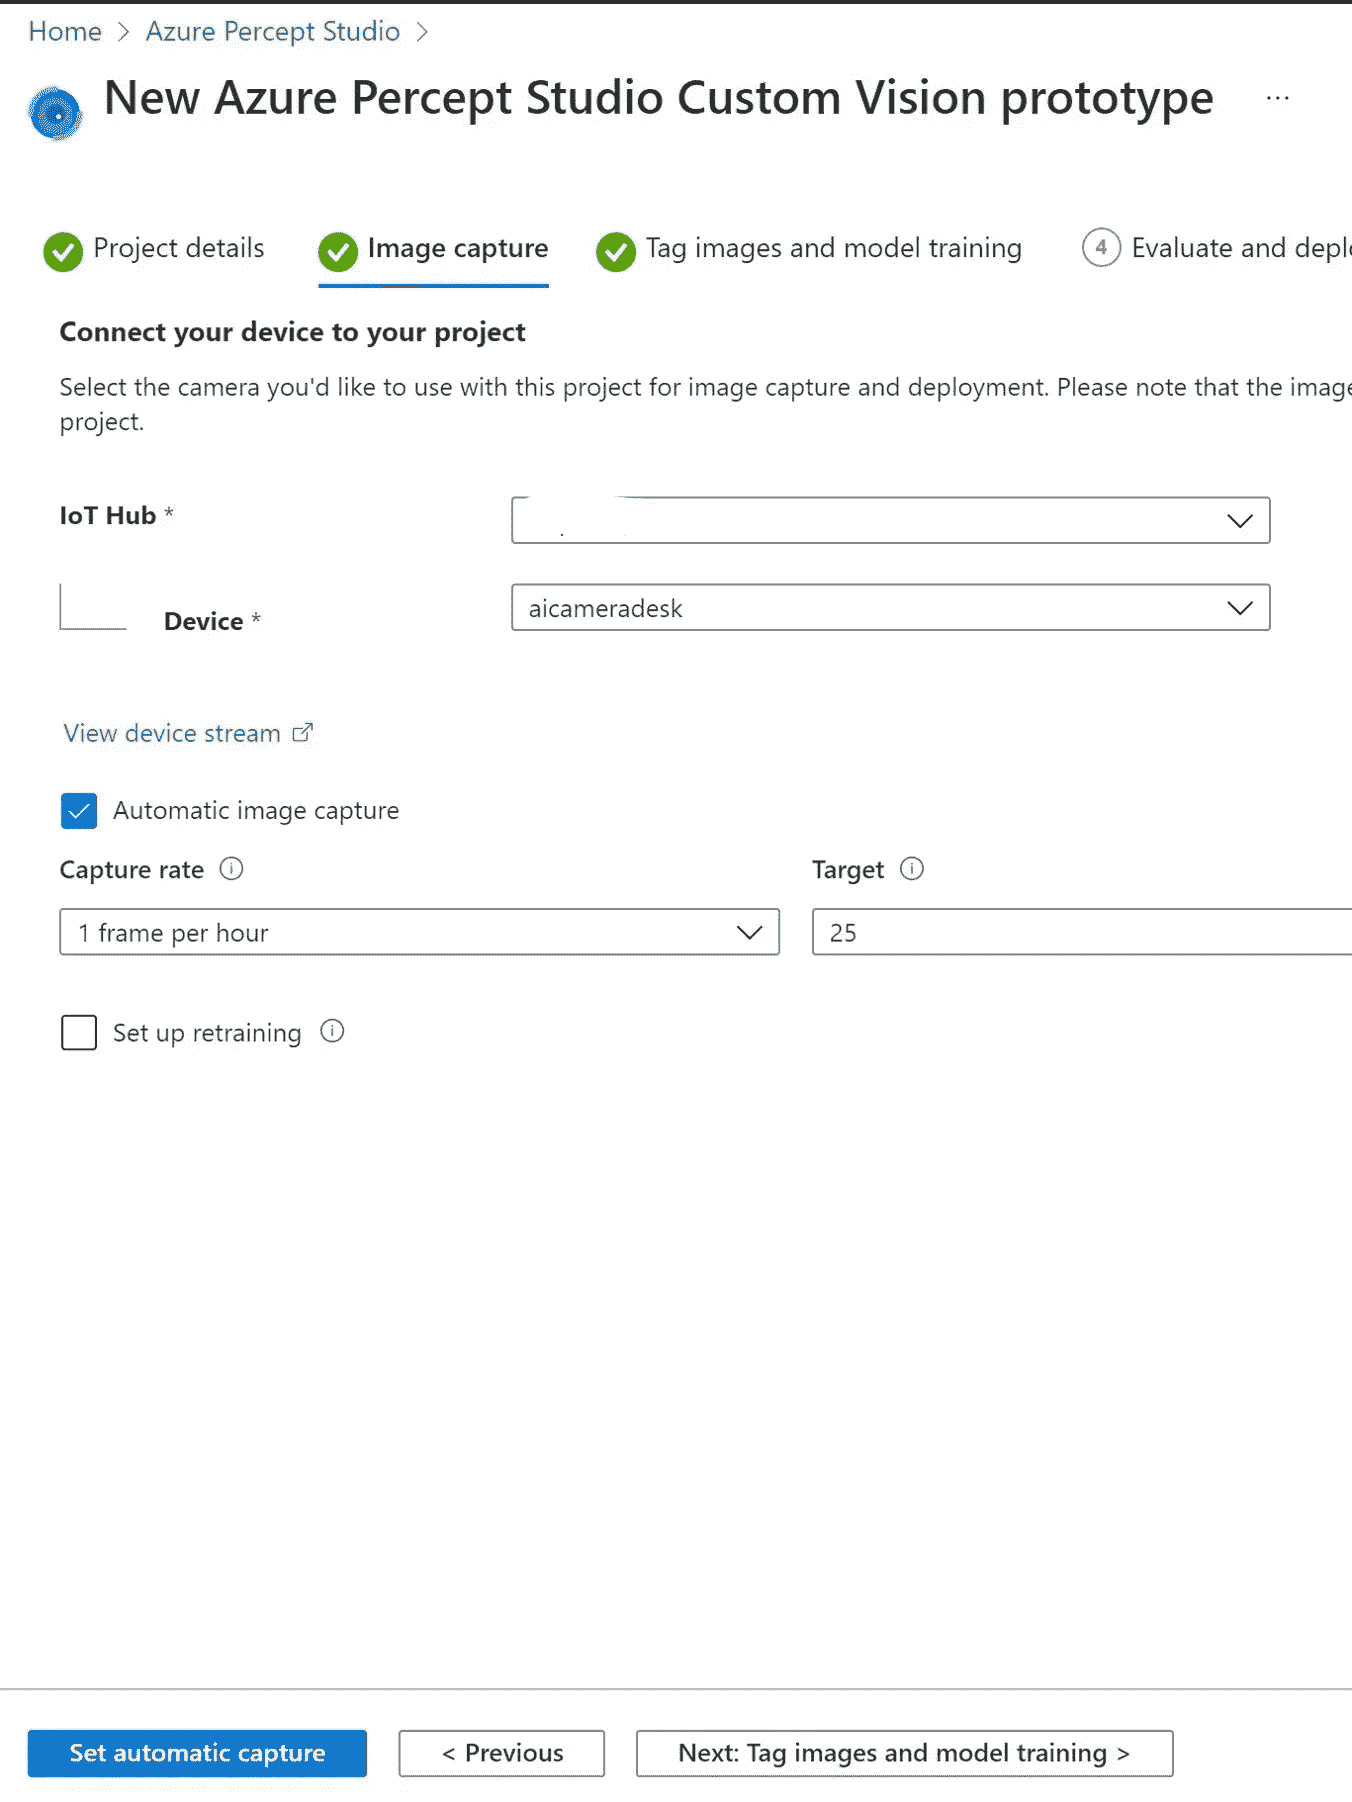 Home > Azure Percept Studio >
New Azure Percept Studio Custom Vision prototype ...
Project details Image capture Tag images and model training 4 Evaluate and
Connect your device to your project
Select the camera you'd like to use with this project for image capture and deployment. Please note that the
project.
IoT Hub *
Device * aicameradesk
View device stream
Automatic image capture
Capture rate Target
1 frame per hour 25
Set up retraining
Set automatic capture < Previous Next: Tag images and model training >